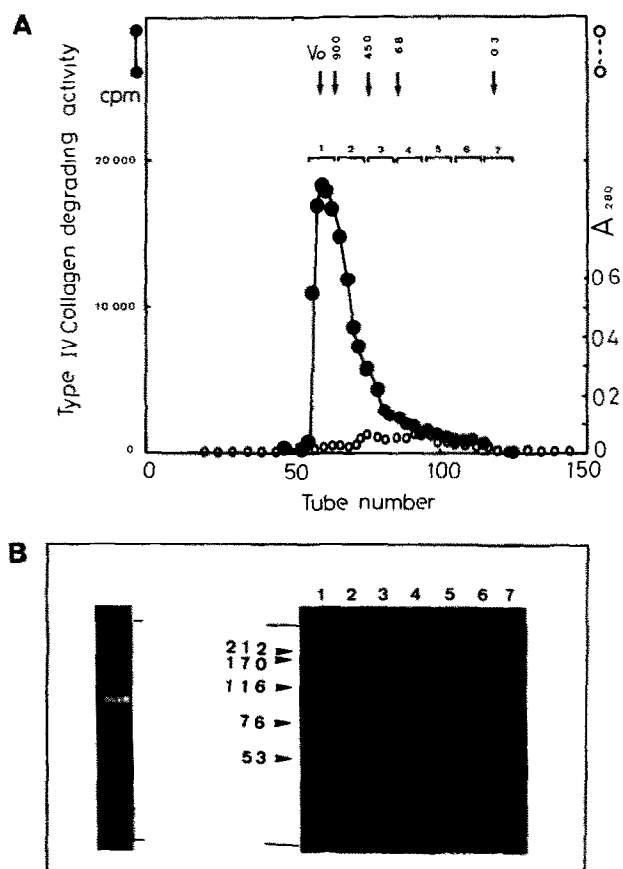 A
Vo 900 450 68 0.3
cpm
Type IV Collagen degrading activity
1 2 3 4 5 6 7
20 000
10 000
0
A 280
0.6
0.4
0.2
0
0 50 100 150
Tube number
B
1 2 3 4 5 6 7
212
170
116
76
53